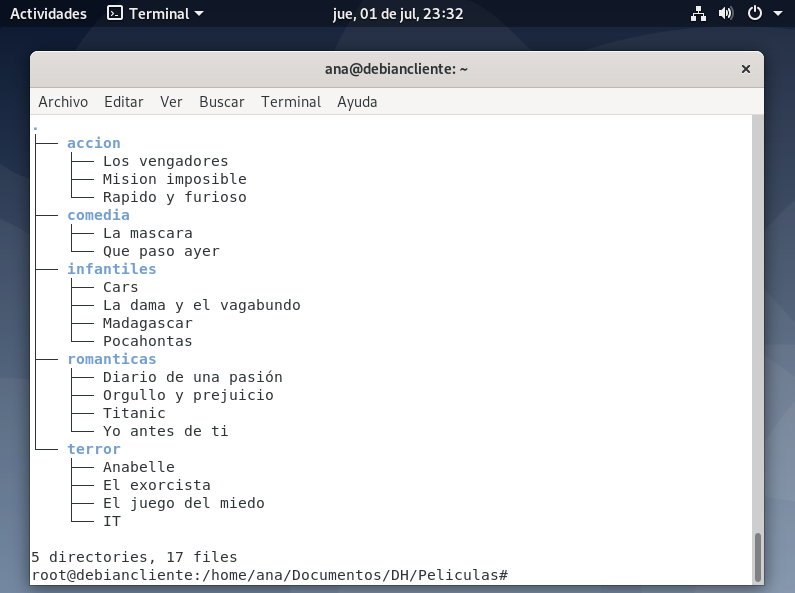 Actividades Terminal jue, 01 de jul, 23:32
ana@debiancliente: ~ ×
Archivo Editar Ver Buscar Terminal Ayuda
.
├── accion
│   ├── Los vengadores
│   ├── Mision imposible
│   └── Rapido y furioso
├── comedia
│   ├── La mascara
│   └── Que paso ayer
├── infantiles
│   ├── Cars
│   ├── La dama y el vagabundo
│   ├── Madagascar
│   └── Pocahontas
├── romanticas
│   ├── Diario de una pasión
│   ├── Orgullo y prejuicio
│   ├── Titanic
│   └── Yo antes de ti
└── terror
    ├── Anabelle
    ├── El exorcista
    ├── El juego del miedo
    └── IT
5 directories, 17 files
root@debiancliente:/home/ana/Documentos/DH/Peliculas#